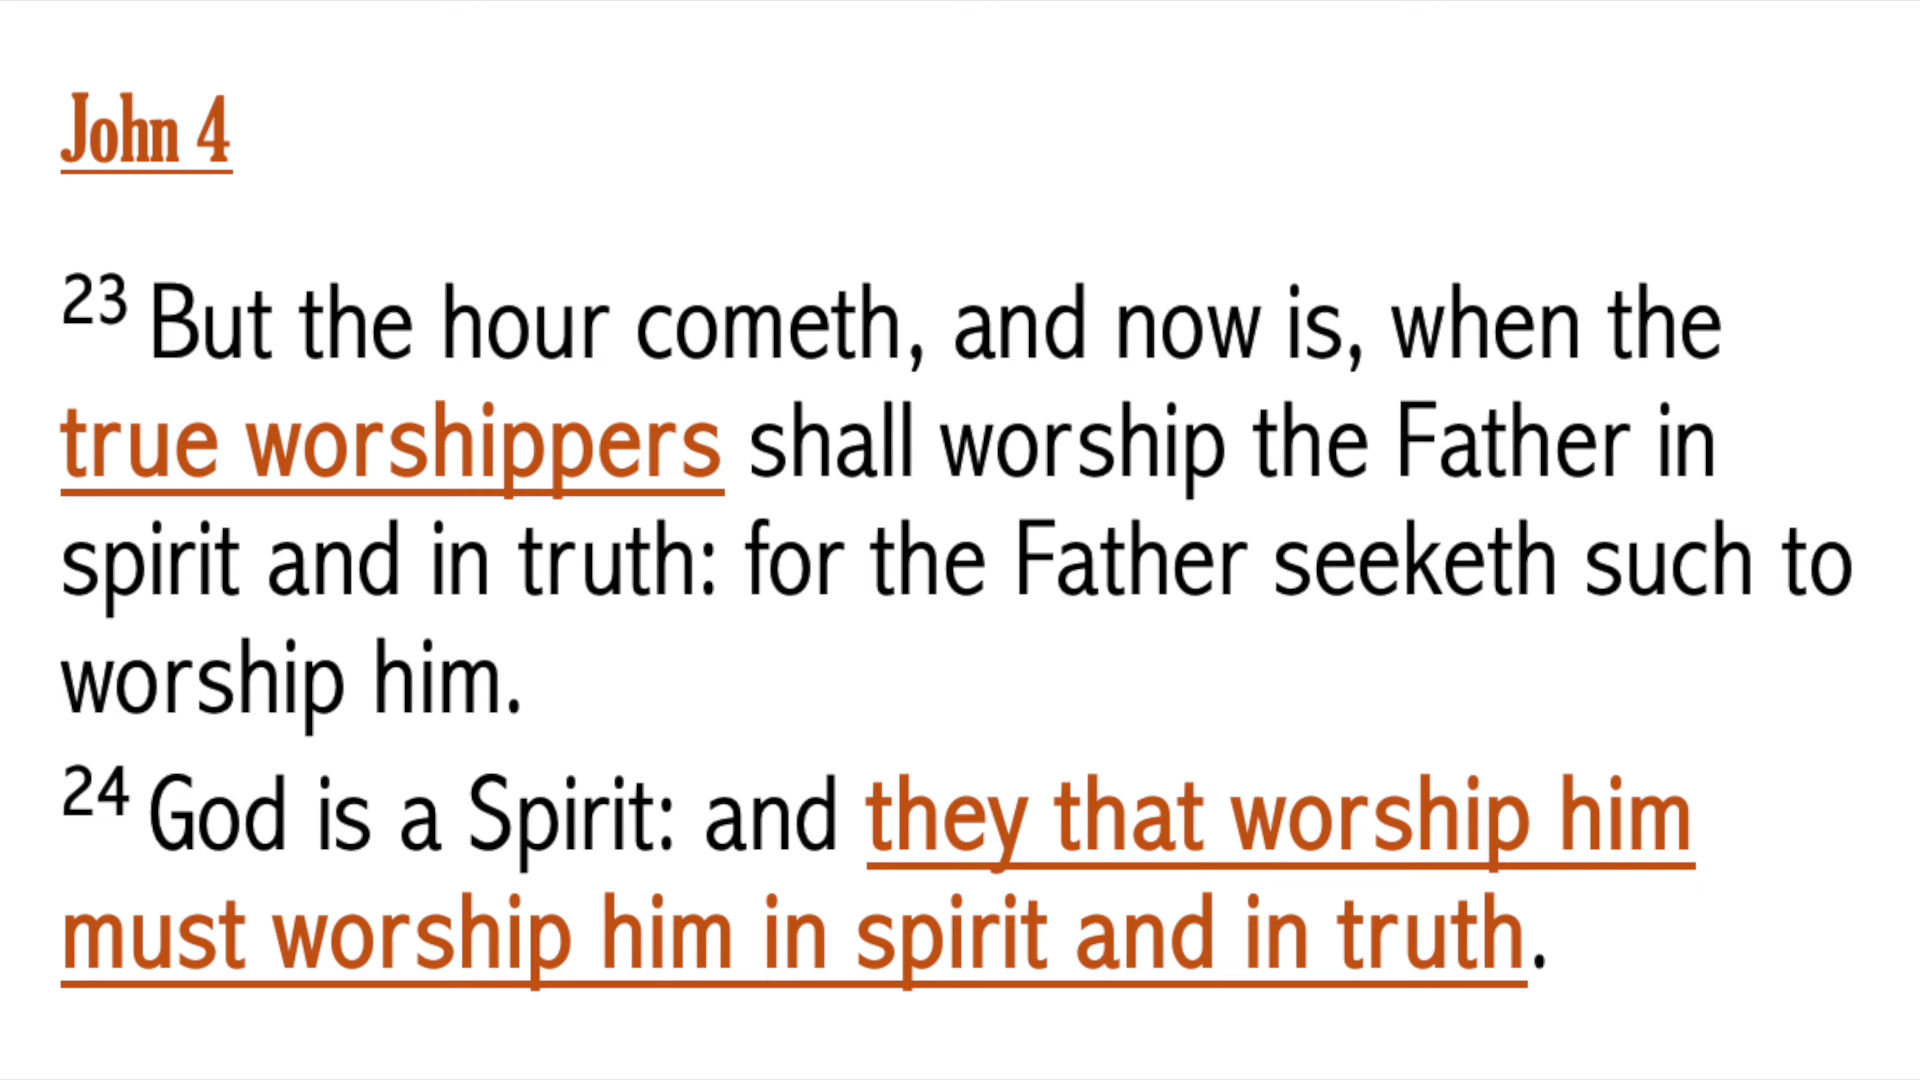 John 4
23 But the hour cometh, and now is, when the
true worshippers shall worship the Father in
spirit and in truth: for the Father seeketh such to
worship him.
24 God is a Spirit: and they that worship him
must worship him in spirit and in truth.